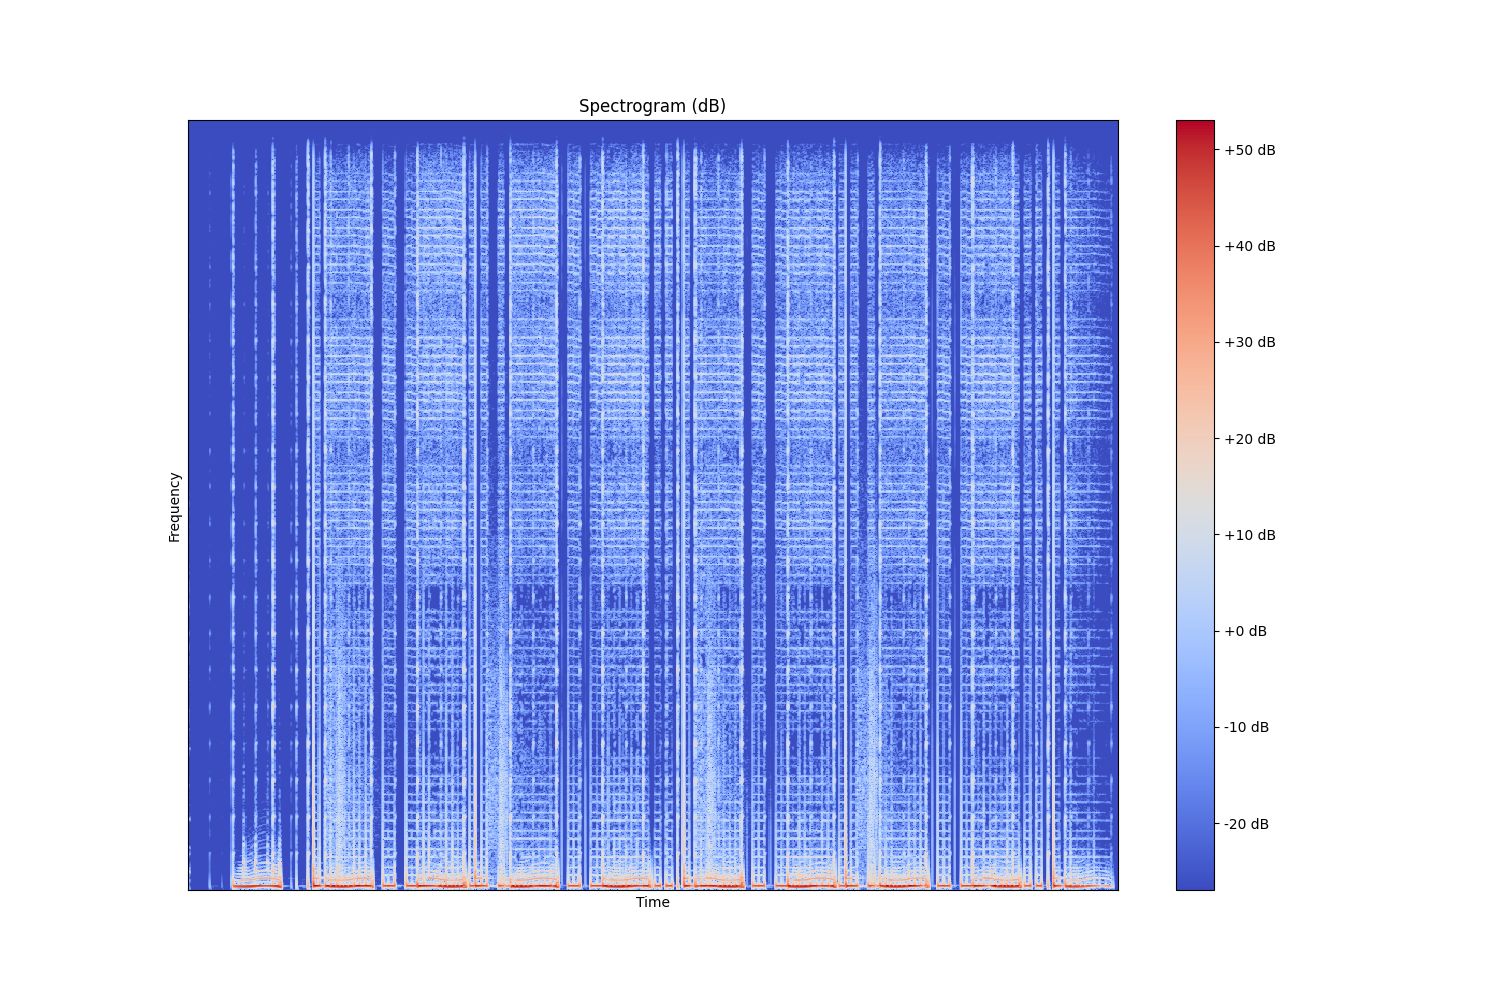 Spectrogram (dB)
+50 dB
+40 dB
+30 dB
+20 dB
+10 dB
+0 dB
-10 dB
-20 dB
Frequency
Time